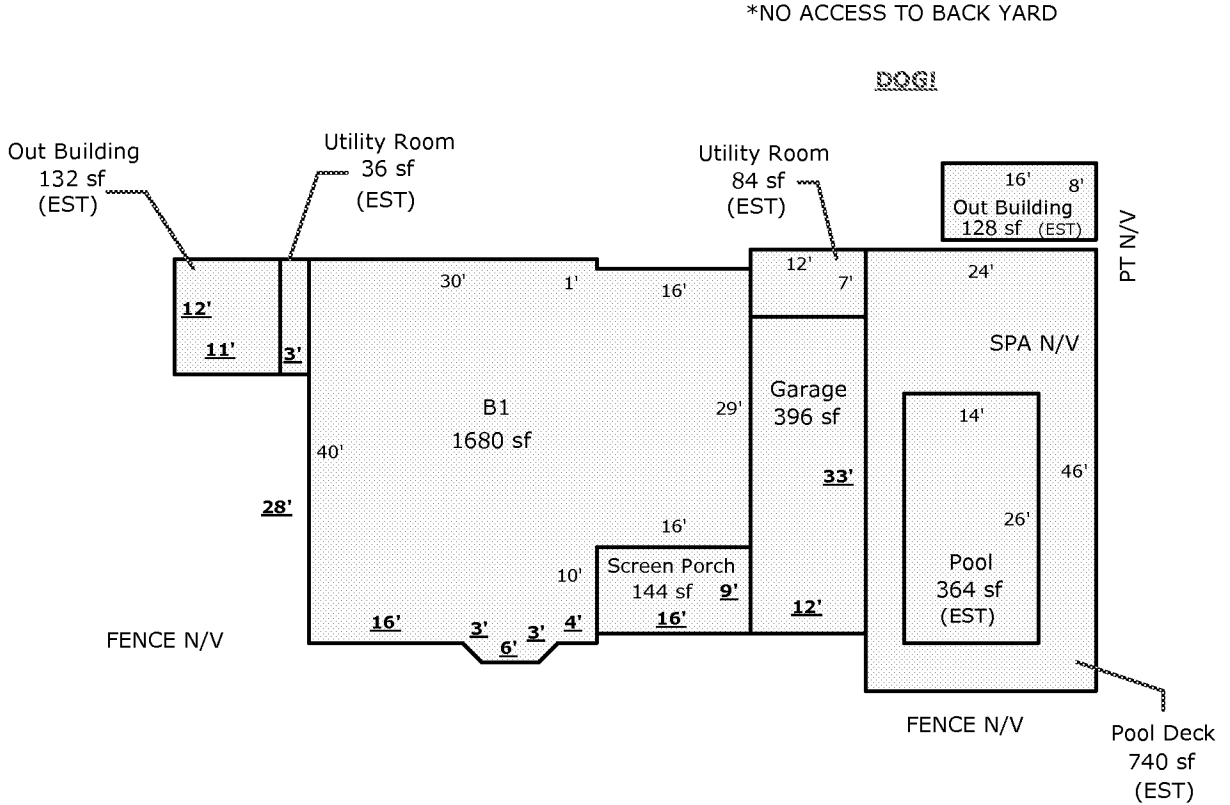 *NO ACCESS TO BACK YARD
DOG!
Out Building
132 sf
(EST)
Utility Room
36 sf
(EST)
Utility Room
84 sf
(EST)
16'
8'
Out Building
128 sf (EST)
PT N/V
30'
1'
16'
12'
7'
24'
12'
11'
3'
SPA N/V
B1
1680 sf
29'
Garage
396 sf
14'
40'
33'
46'
28'
26'
16'
10'
Screen Porch
144 sf
9'
16'
12'
Pool
364 sf
(EST)
16'
3'
6'
3'
4'
FENCE N/V
FENCE N/V
Pool Deck
740 sf
(EST)